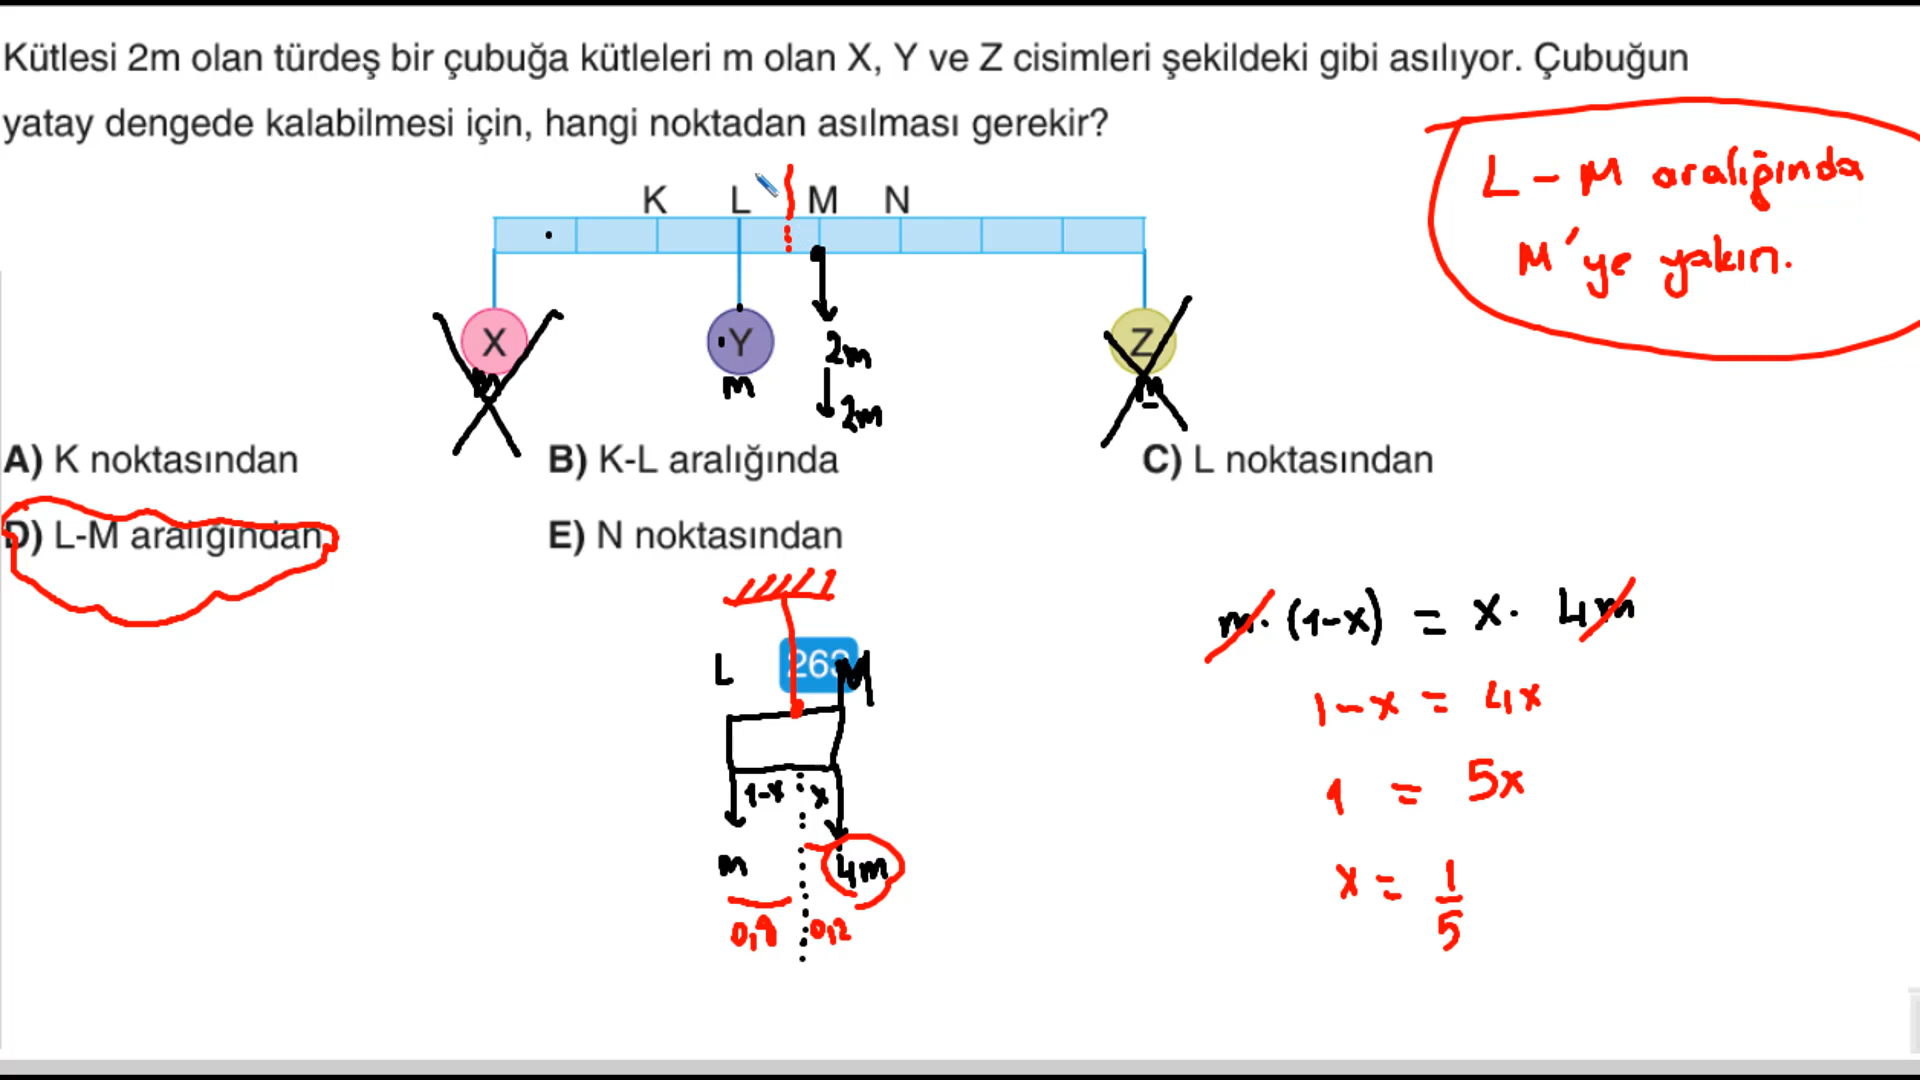 Kütlesi 2m olan türdeş bir çubuğa kütleleri m olan X, Y ve Z cisimleri şekildeki gibi asılıyor. Çubuğun
yatay dengede kalabilmesi için, hangi noktadan asılması gerekir?
L - M aralığında
M'ye yakın.
K L M N
X Y Z
m m m
2m
2m
A) K noktasından B) K-L aralığında C) L noktasından
D) L-M aralığından E) N noktasından
m. (1-x) = x. 4m
L 263 M
1-x = 4x
1-x x
1 = 5x
m 4m
x = 1/5
0,8 0,2